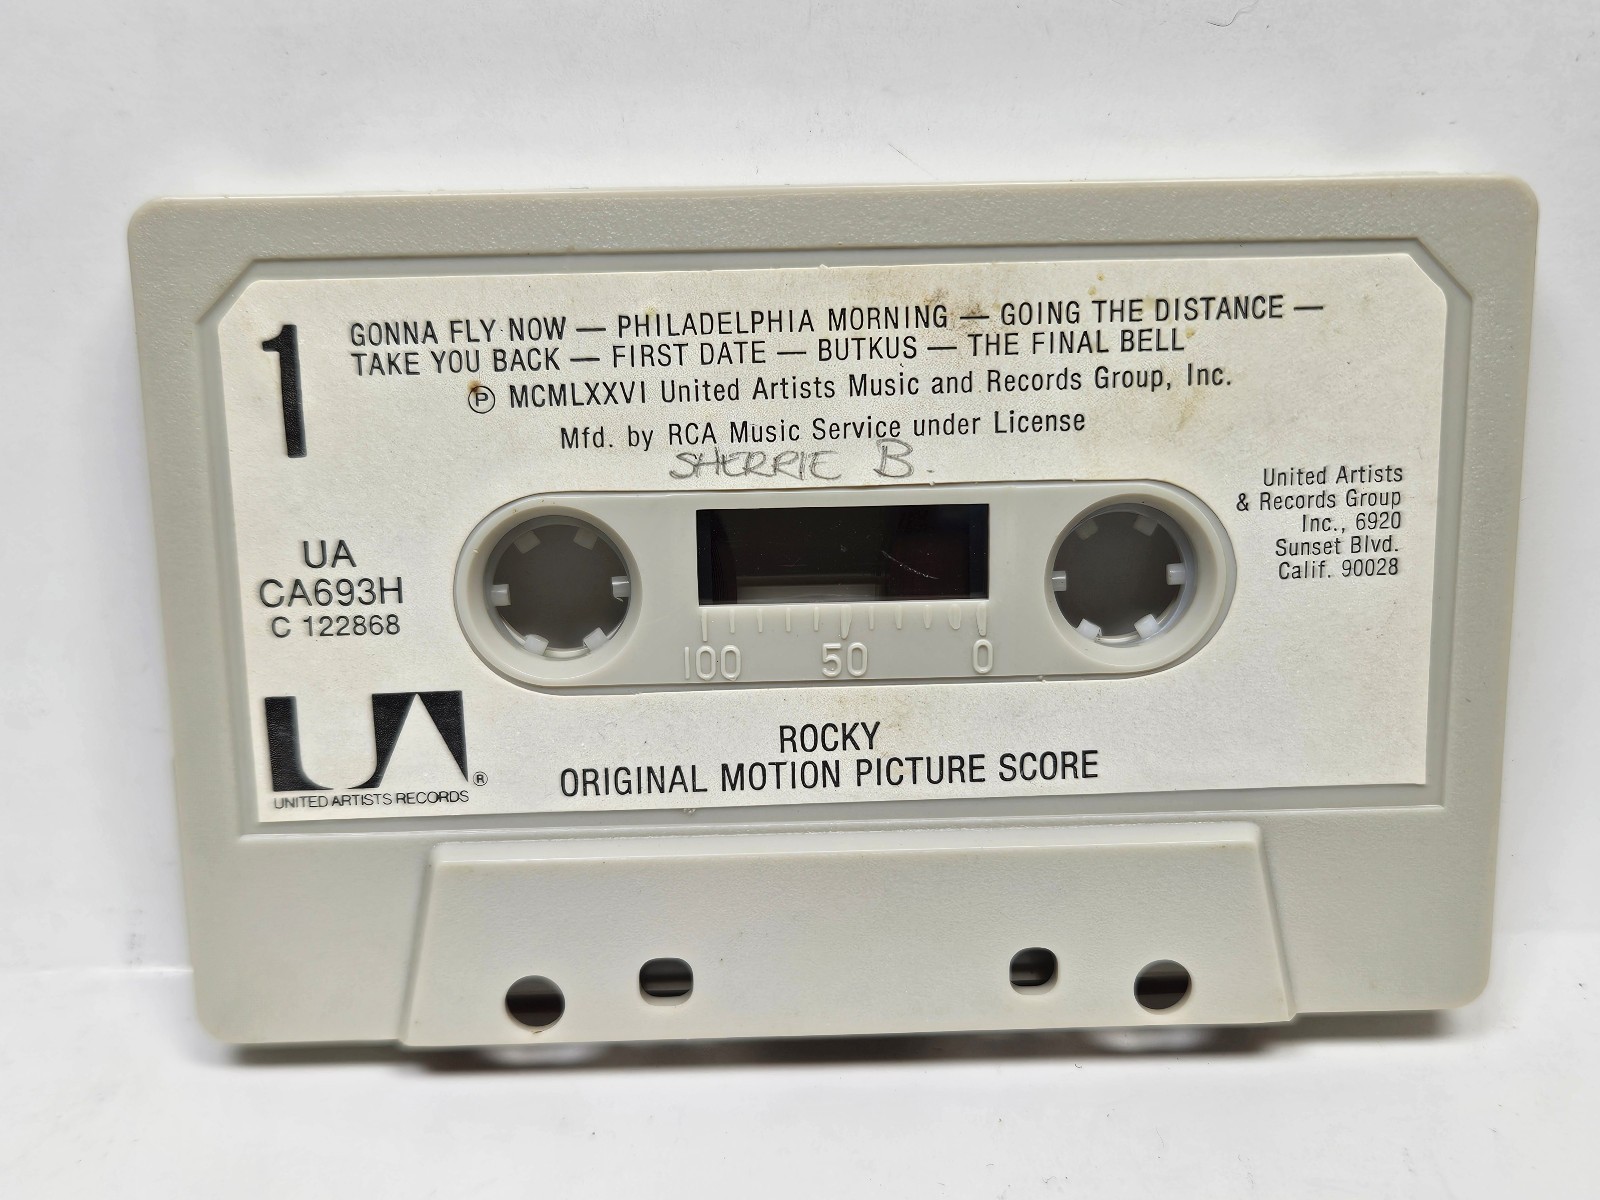 1
GONNA FLY NOW — PHILADELPHIA MORNING — GOING THE DISTANCE —
TAKE YOU BACK — FIRST DATE — BUTKUS — THE FINAL BELL
Ⓟ MCMLXXVI United Artists Music and Records Group, Inc.
Mfd. by RCA Music Service under License
SHERRIE B.
United Artists
& Records Group
Inc., 6920
Sunset Blvd.
Calif. 90028
UA
CA693H
C 122868
100 50 0
UA®
UNITED ARTISTS RECORDS
ROCKY
ORIGINAL MOTION PICTURE SCORE